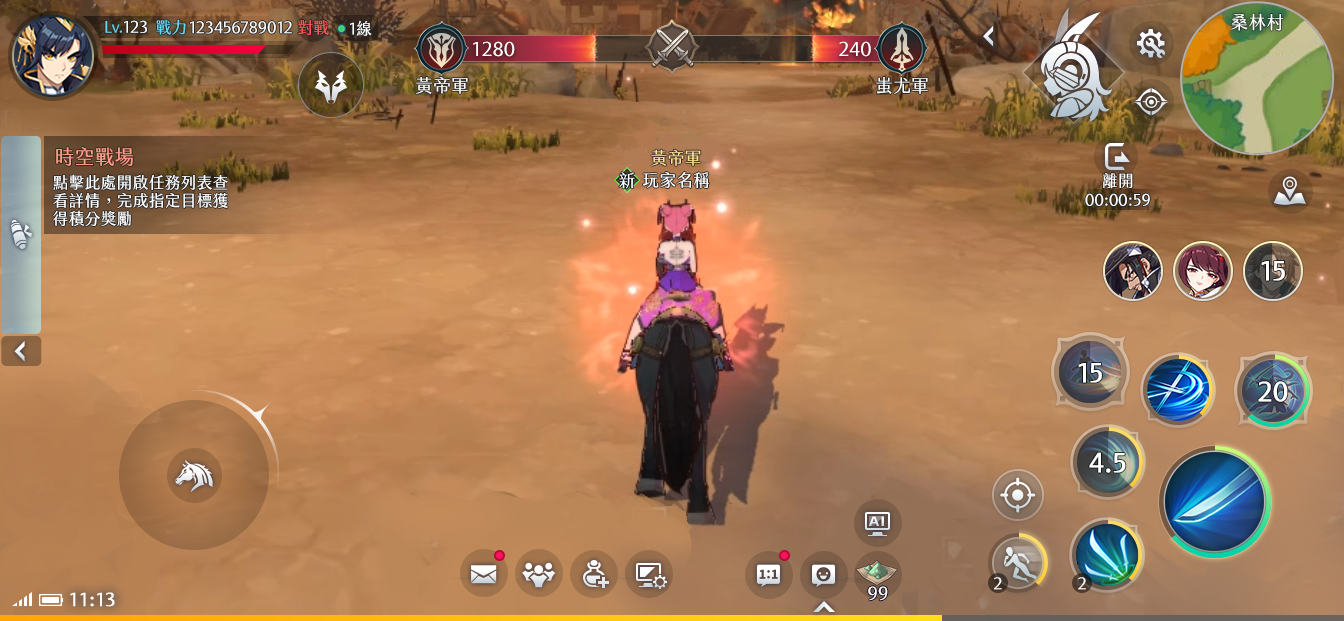 Lv.123 戰力123456789012 對戰 1線
1280
240
黃帝軍
蚩尤軍
桑林村
時空戰場
點擊此處開啟任務列表查
看詳情，完成指定目標獲
得積分獎勵
黃帝軍
新 玩家名稱
離開
00:00:59
15
15
20
4.5
AI
1:1
2
2
99
11:13